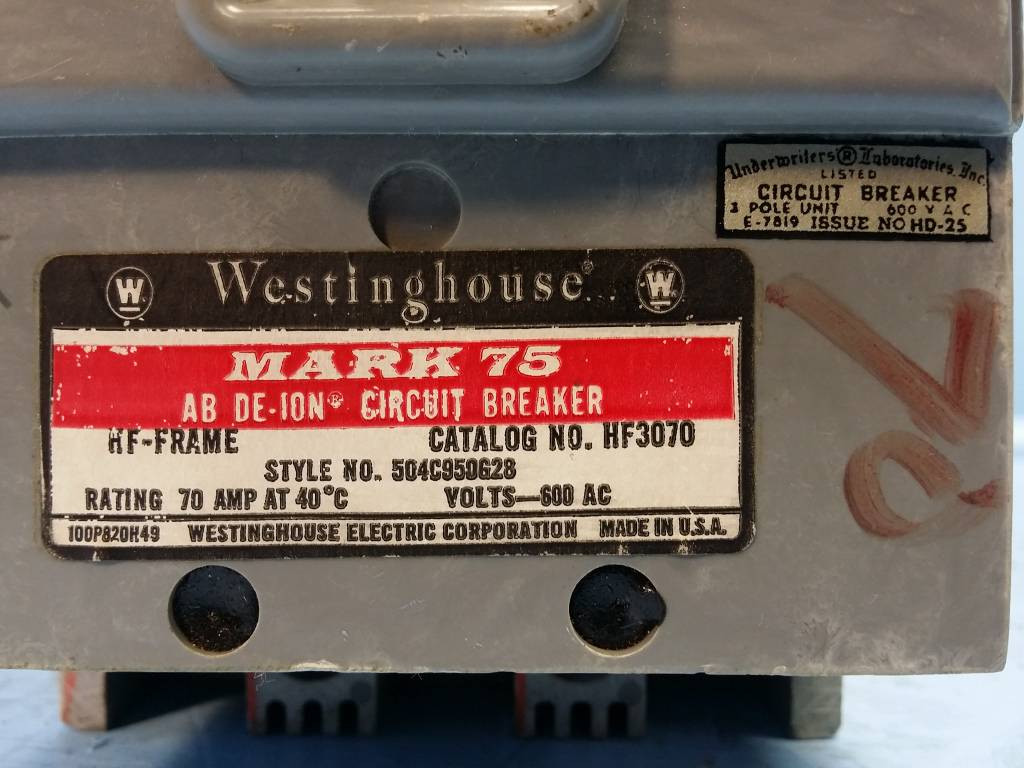 Underwriters ® Laboratories, Inc.
LISTED
CIRCUIT BREAKER
3 POLE UNIT 600 V A C
E-7819 ISSUE NO HD-25
W Westinghouse® W
MARK 75
AB DE-ION® CIRCUIT BREAKER
HF-FRAME CATALOG NO. HF3070
STYLE NO. 504C950G28
RATING 70 AMP AT 40°C VOLTS—600 AC
100P820H49 WESTINGHOUSE ELECTRIC CORPORATION MADE IN U.S.A.